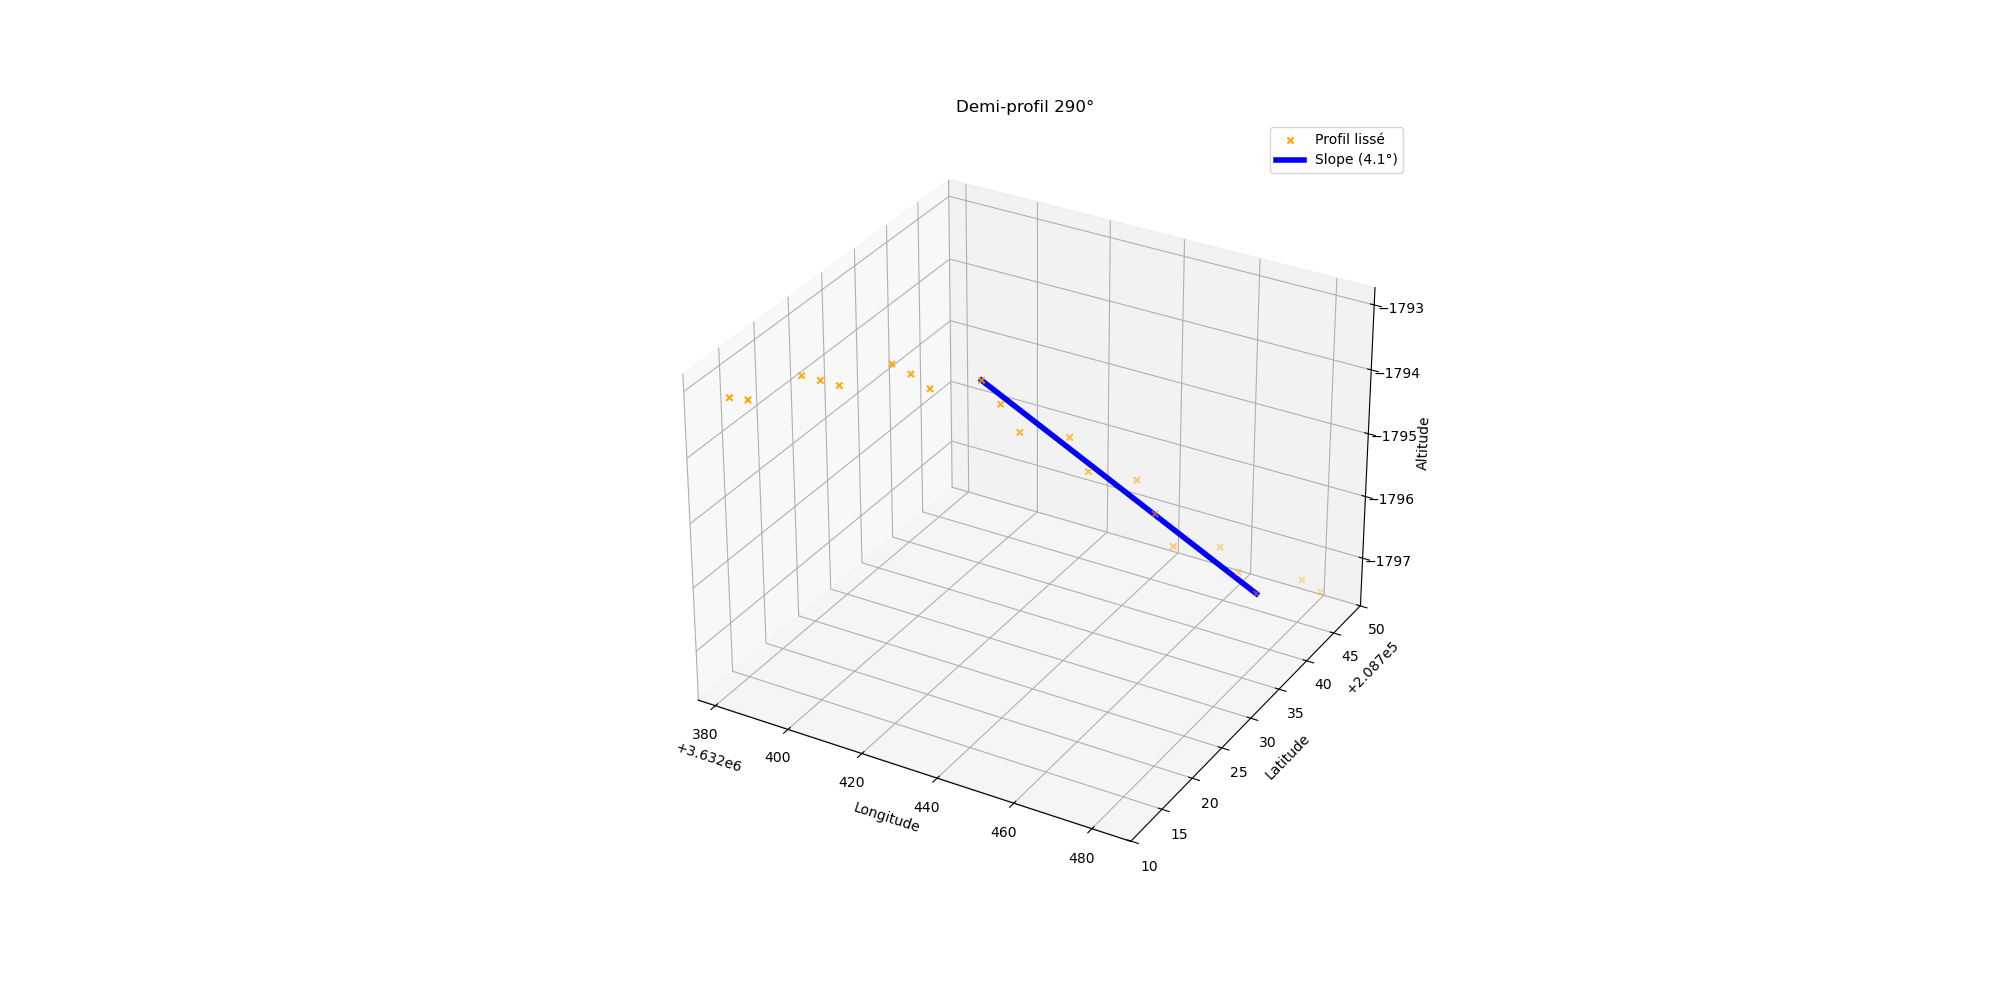 Demi-profil 290°
Profil lissé
Slope (4.1°)
−1793
−1794
−1795
−1796
−1797
Altitude
50
45
40
35
30
25
20
15
10
+2.087e5
Latitude
380
400
420
440
460
480
+3.632e6
Longitude